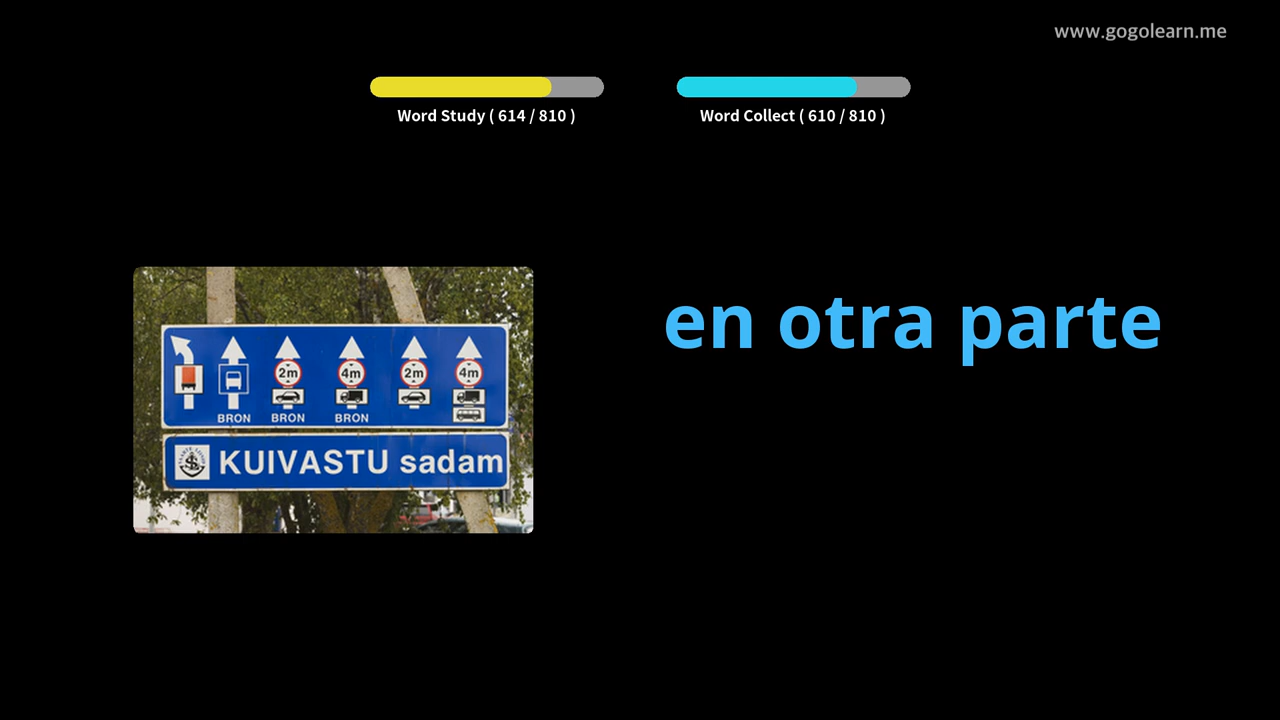 www.gogolearn.me
Word Study ( 614 / 810 )
Word Collect ( 610 / 810 )
en otra parte
2m 4m 2m 4m
BRON BRON BRON
KUIVASTU sadam